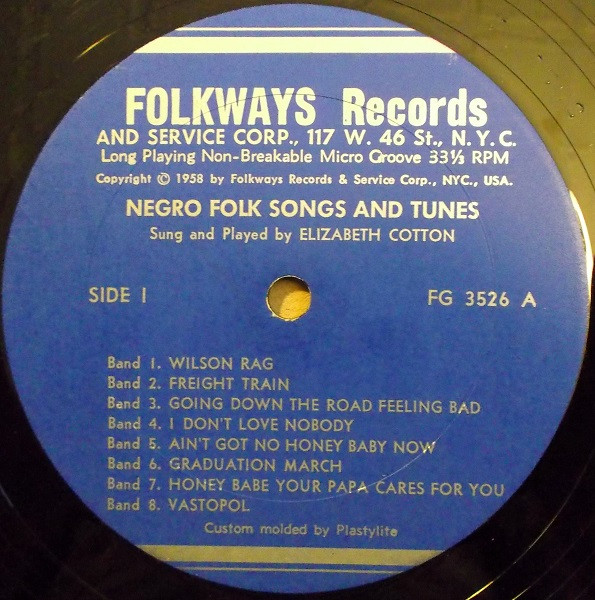 FOLKWAYS Records
AND SERVICE CORP., 117 W. 46 St., N.Y.C.
Long Playing Non-Breakable Micro Groove 33⅓ RPM
Copyright © 1958 by Folkways Records & Service Corp., NYC., USA.
NEGRO FOLK SONGS AND TUNES
Sung and Played by ELIZABETH COTTON
SIDE I
FG 3526 A
Band 1. WILSON RAG
Band 2. FREIGHT TRAIN
Band 3. GOING DOWN THE ROAD FEELING BAD
Band 4. I DON'T LOVE NOBODY
Band 5. AIN'T GOT NO HONEY BABY NOW
Band 6. GRADUATION MARCH
Band 7. HONEY BABE YOUR PAPA CARES FOR YOU
Band 8. VASTOPOL
Custom molded by Plastylite